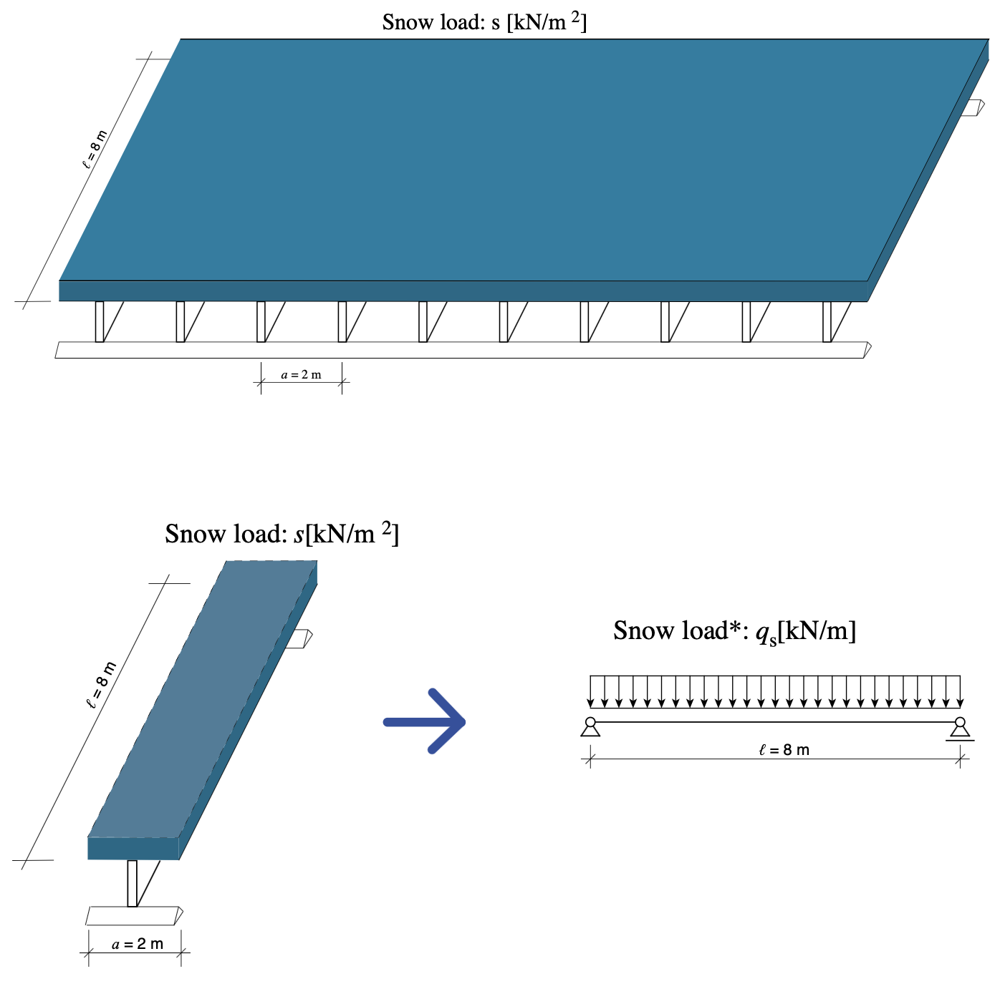 Snow load: s [kN/m ²]
ℓ = 8 m
a = 2 m
Snow load: s[kN/m ²]
ℓ = 8 m
a = 2 m
Snow load*: qₛ[kN/m]
ℓ = 8 m